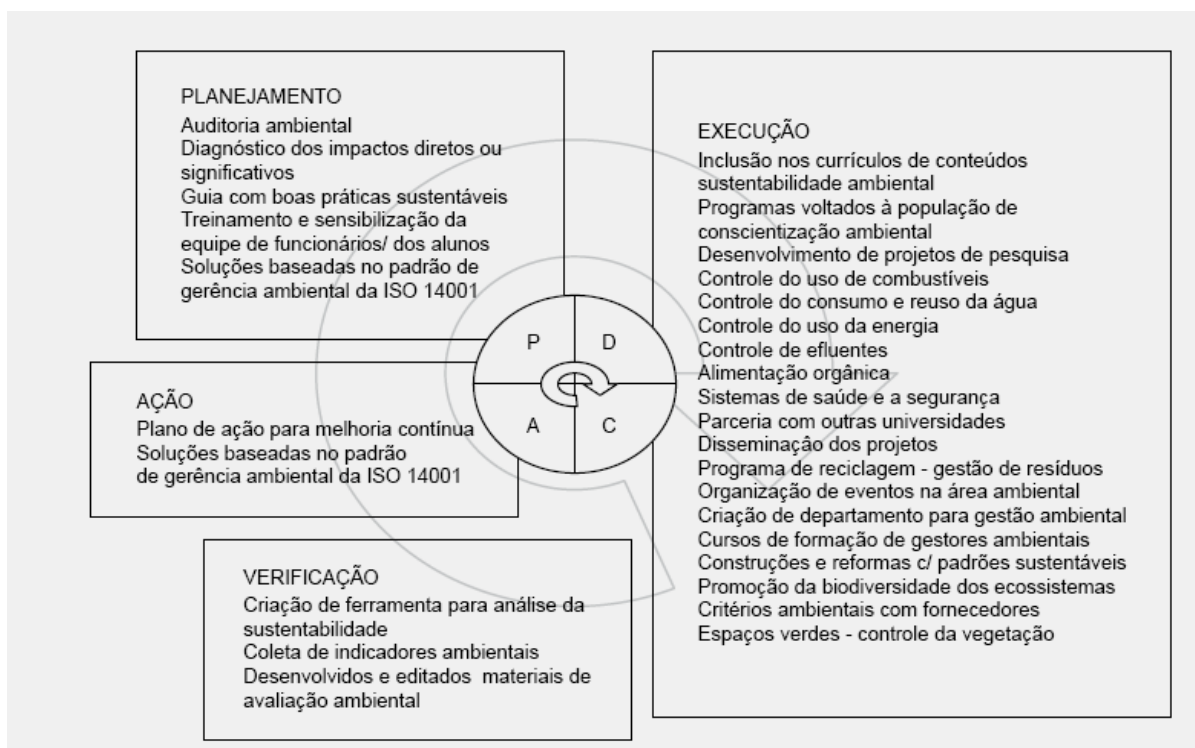 PLANEJAMENTO
Auditoria ambiental
Diagnóstico dos impactos diretos ou
significativos
Guia com boas práticas sustentáveis
Treinamento e sensibilização da
equipe de funcionários/ dos alunos
Soluções baseadas no padrão de
gerência ambiental da ISO 14001
EXECUÇÃO
Inclusão nos currículos de conteúdos
sustentabilidade ambiental
Programas voltados à população de
conscientização ambiental
Desenvolvimento de projetos de pesquisa
Controle do uso de combustíveis
Controle do consumo e reuso da água
Controle do uso da energia
Controle de efluentes
Alimentação orgânica
Sistemas de saúde e a segurança
Parceria com outras universidades
Disseminaçâo dos projetos
Programa de reciclagem - gestão de resíduos
Organização de eventos na área ambiental
Criação de departamento para gestão ambiental
Cursos de formação de gestores ambientais
Construções e reformas c/ padrões sustentáveis
Promoção da biodiversidade dos ecossistemas
Critérios ambientais com fornecedores
Espaços verdes - controle da vegetação
P D
A C
AÇÃO
Plano de ação para melhoria contínua
Soluções baseadas no padrão
de gerência ambiental da ISO 14001
VERIFICAÇÃO
Criação de ferramenta para análise da
sustentabilidade
Coleta de indicadores ambientais
Desenvolvidos e editados materiais de
avaliação ambiental